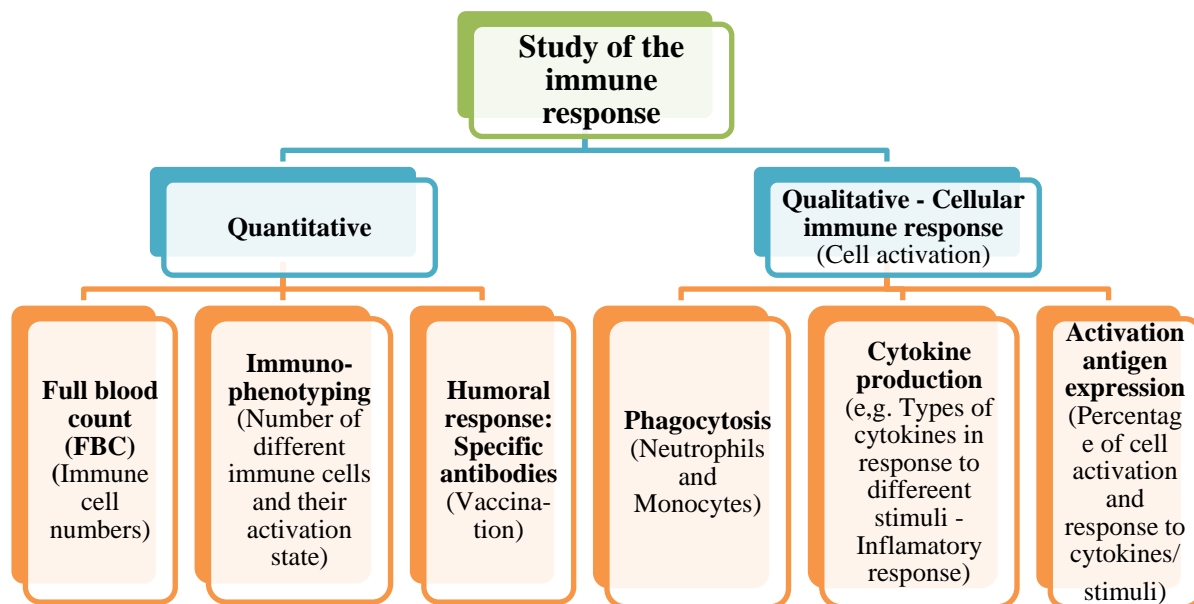 Study of the
immune
response
Quantitative
Qualitative - Cellular
immune response
(Cell activation)
Full blood
count
(FBC)
(Immune
cell
numbers)
Immuno-
phenotyping
(Number of
different
immune cells
and their
activation
state)
Humoral
response:
Specific
antibodies
(Vaccina-
tion)
Phagocytosis
(Neutrophils
and
Monocytes)
Cytokine
production
(e,g. Types of
cytokines in
response to
differeent
stimuli -
Inflamatory
response)
Activation
antigen
expression
(Percentag
e of cell
activation
and
response to
cytokines/
stimuli)